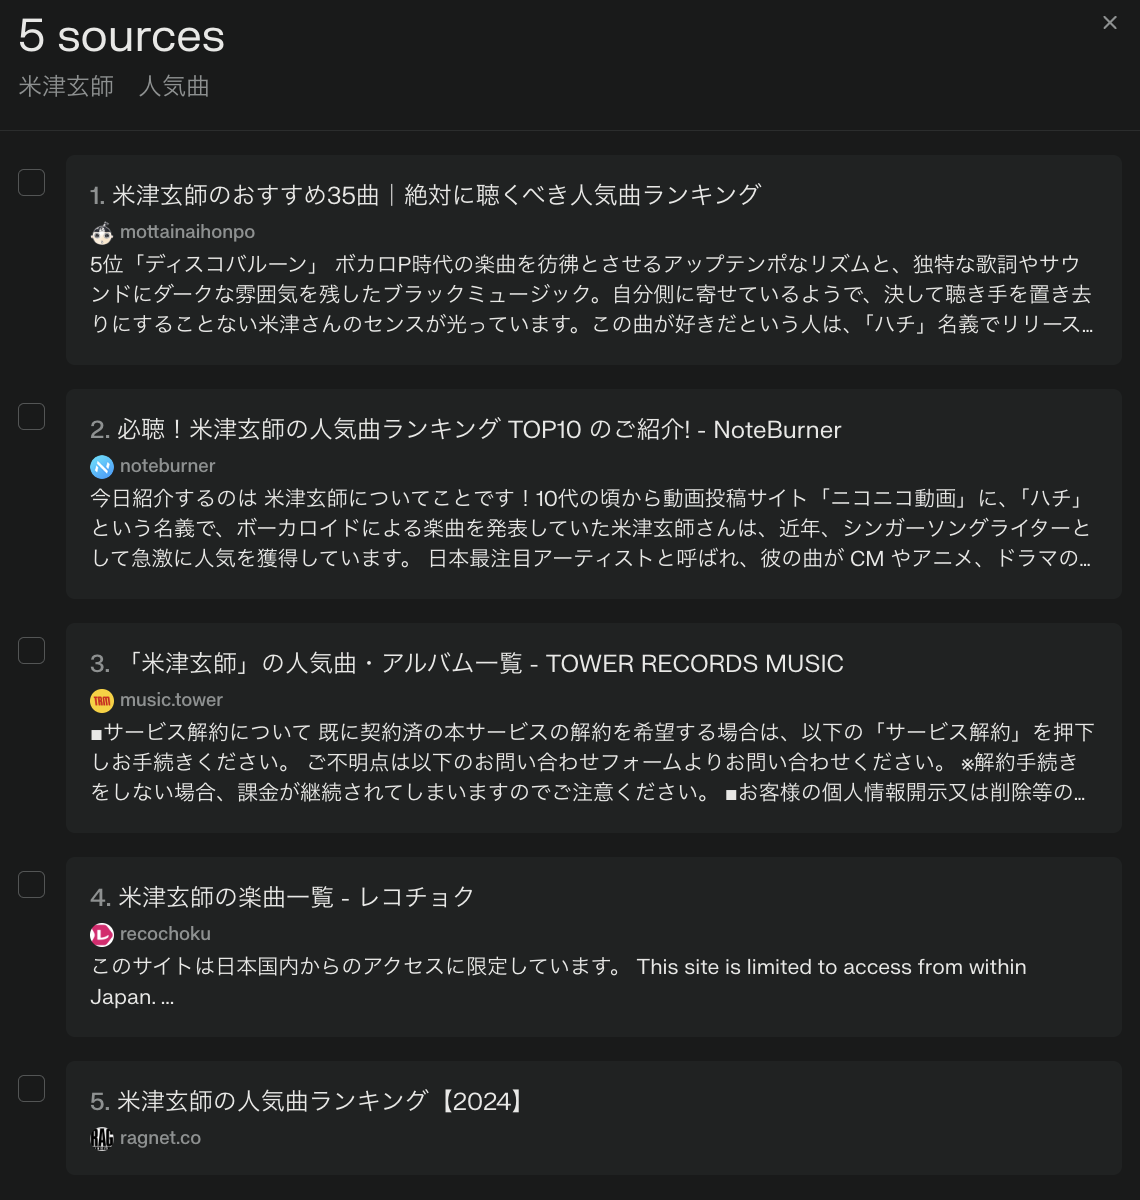 5 sources
米津玄師　人気曲
1. 米津玄師のおすすめ35曲｜絶対に聴くべき人気曲ランキング
mottainaihonpo
5位「ディスコバルーン」 ボカロP時代の楽曲を彷彿とさせるアップテンポなリズムと、独特な歌詞やサウ
ンドにダークな雰囲気を残したブラックミュージック。自分側に寄せているようで、決して聴き手を置き去
りにすることない米津さんのセンスが光っています。この曲が好きだという人は、「ハチ」名義でリリース…
2. 必聴！米津玄師の人気曲ランキング TOP10 のご紹介! - NoteBurner
noteburner
今日紹介するのは 米津玄師についてことです！10代の頃から動画投稿サイト「ニコニコ動画」に、「ハチ」
という名義で、ボーカロイドによる楽曲を発表していた米津玄師さんは、近年、シンガーソングライターと
して急激に人気を獲得しています。 日本最注目アーティストと呼ばれ、彼の曲が CM やアニメ、ドラマの…
3. 「米津玄師」の人気曲・アルバム一覧 - TOWER RECORDS MUSIC
TRM music.tower
■サービス解約について 既に契約済の本サービスの解約を希望する場合は、以下の「サービス解約」を押下
しお手続きください。 ご不明点は以下のお問い合わせフォームよりお問い合わせください。 ※解約手続き
をしない場合、課金が継続されてしまいますのでご注意ください。 ■お客様の個人情報開示又は削除等の…
4. 米津玄師の楽曲一覧 - レコチョク
recochoku
このサイトは日本国内からのアクセスに限定しています。 This site is limited to access from within
Japan. …
5. 米津玄師の人気曲ランキング【2024】
RAG ragnet.co